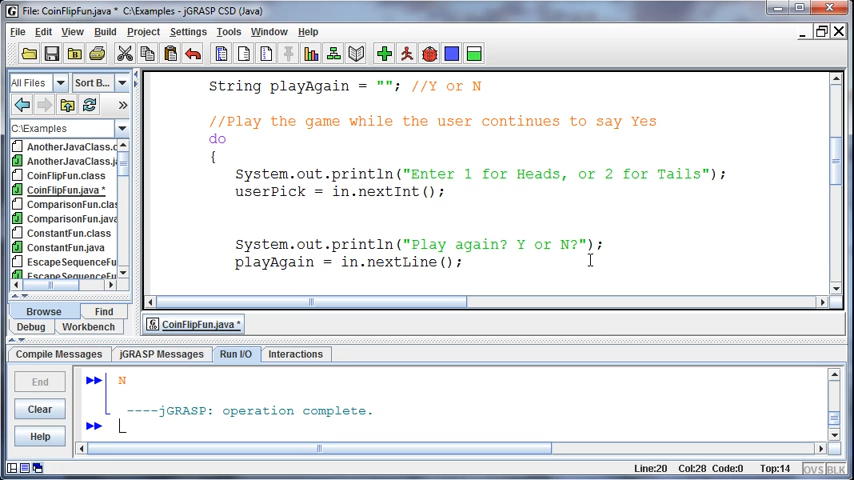 File: CoinFlipFun.java * C:\Examples - jGRASP CSD (Java)
File Edit View Build Project Settings Tools Window Help
All Files Sort B...
C:\Examples
AnotherJavaClass.c
AnotherJavaClass.ja
CoinFlipFun.class
CoinFlipFun.java *
ComparisonFun.clas
ComparisonFun.java
ConstantFun.class
ConstantFun.java
EscapeSequenceFu
EscapeSequenceFu
Browse Find
Debug Workbench
String playAgain = ""; //Y or N
//Play the game while the user continues to say Yes
do
{
System.out.println("Enter 1 for Heads, or 2 for Tails");
userPick = in.nextInt();
System.out.println("Play again? Y or N?");
playAgain = in.nextLine();
CoinFlipFun.java *
Compile Messages jGRASP Messages Run I/O Interactions
End
Clear
Help
N
----jGRASP: operation complete.
Line:20 Col:28 Code:0 Top:14 OVS BLK